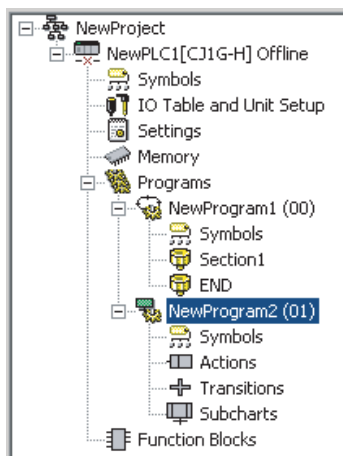 NewProject
NewPLC1[CJ1G-H] Offline
Symbols
IO Table and Unit Setup
Settings
Memory
Programs
NewProgram1 (00)
Symbols
Section1
END
NewProgram2 (01)
Symbols
Actions
Transitions
Subcharts
Function Blocks